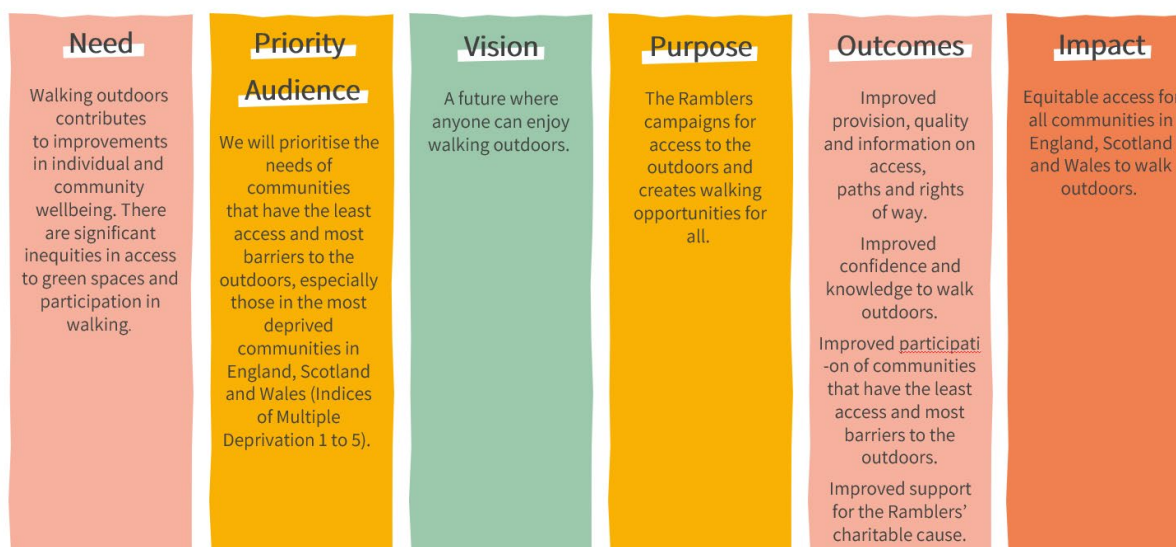 Need
Walking outdoors
contributes
to improvements
in individual and
community
wellbeing. There
are significant
inequities in access
to green spaces and
participation in
walking.
Priority
Audience
We will prioritise the
needs of
communities
that have the least
access and most
barriers to the
outdoors, especially
those in the most
deprived
communities in
England, Scotland
and Wales (Indices
of Multiple
Deprivation 1 to 5).
Vision
A future where
anyone can enjoy
walking outdoors.
Purpose
The Ramblers
campaigns for
access to the
outdoors and
creates walking
opportunities for
all.
Outcomes
Improved
provision, quality
and information on
access,
paths and rights
of way.
Improved
confidence and
knowledge to walk
outdoors.
Improved participati
-on of communities
that have the least
access and most
barriers to the
outdoors.
Improved support
for the Ramblers’
charitable cause.
Impact
Equitable access for
all communities in
England, Scotland
and Wales to walk
outdoors.